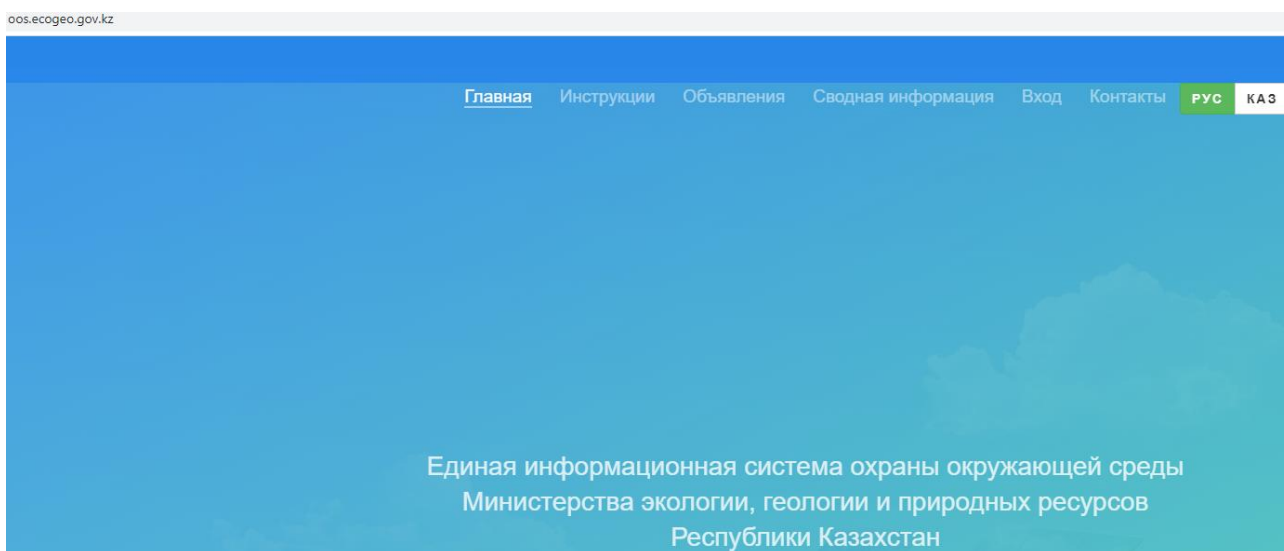 oos.ecogeo.gov.kz
Главная Инструкции Объявления Сводная информация Вход Контакты РУС КАЗ
Единая информационная система охраны окружающей среды
Министерства экологии, геологии и природных ресурсов
Республики Казахстан